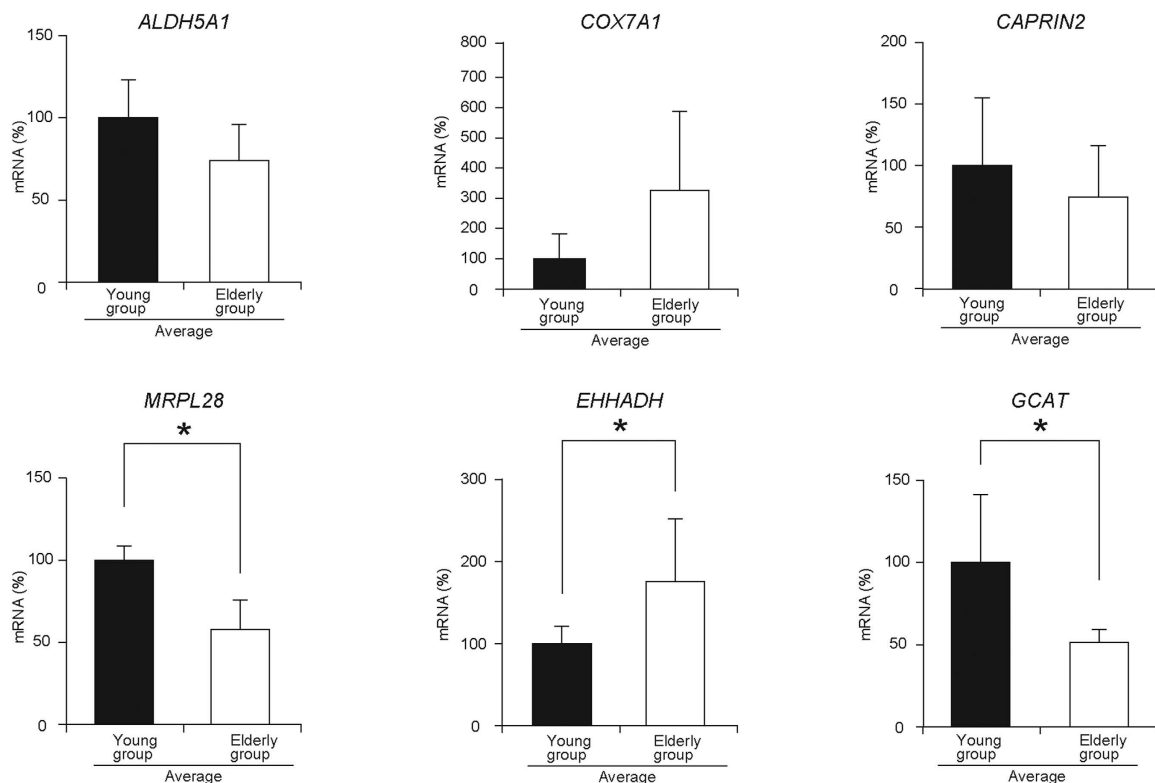 ALDH5A1
150
100
50
0
mRNA (%)
Young group
Elderly group
Average
COX7A1
800
700
600
500
400
300
200
100
0
mRNA (%)
Young group
Elderly group
Average
CAPRIN2
200
150
100
50
0
mRNA (%)
Young group
Elderly group
Average
MRPL28
*
150
100
50
0
mRNA (%)
Young group
Elderly group
Average
EHHADH
*
300
200
100
0
mRNA (%)
Young group
Elderly group
Average
GCAT
*
150
100
50
0
mRNA (%)
Young group
Elderly group
Average